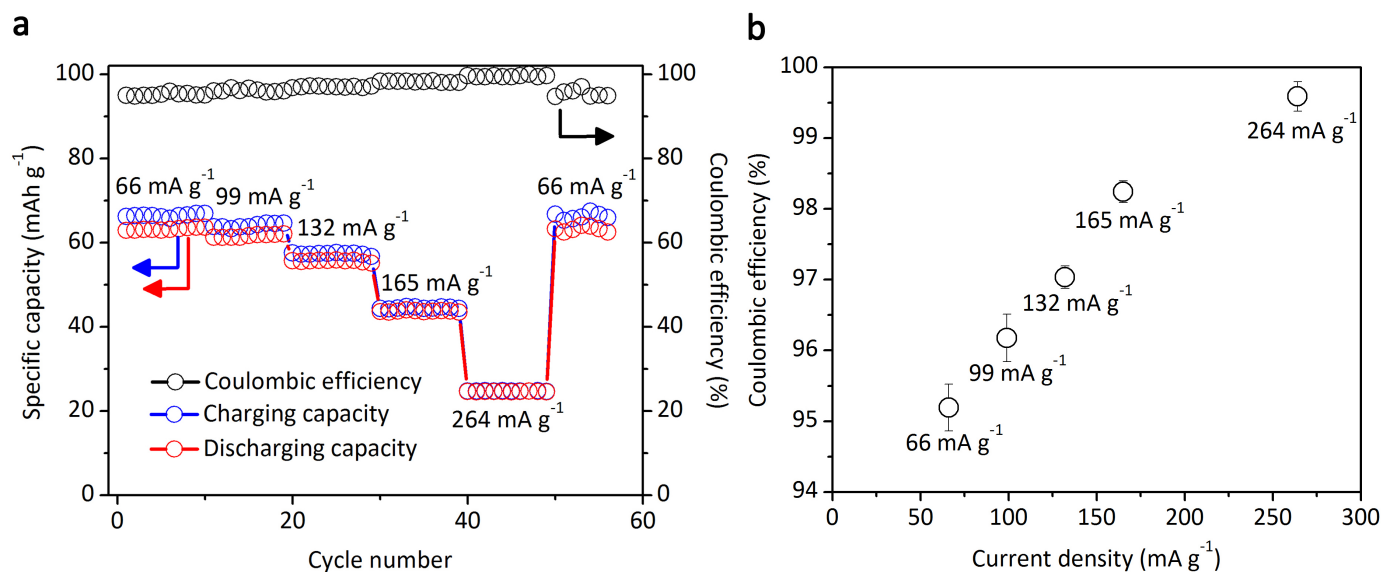 a
100
80
60
40
20
0
Specific capacity (mAh g⁻¹)
66 mA g⁻¹
99 mA g⁻¹
132 mA g⁻¹
165 mA g⁻¹
264 mA g⁻¹
66 mA g⁻¹
Coulombic efficiency
Charging capacity
Discharging capacity
0
20
40
60
Cycle number
100
80
60
40
20
0
Coulombic efficiency
(%)
b
100
99
98
97
96
95
94
Coulombic efficiency (%)
264 mA g⁻¹
165 mA g⁻¹
132 mA g⁻¹
99 mA g⁻¹
66 mA g⁻¹
0
50
100
150
200
250
300
Current density (mA g⁻¹)